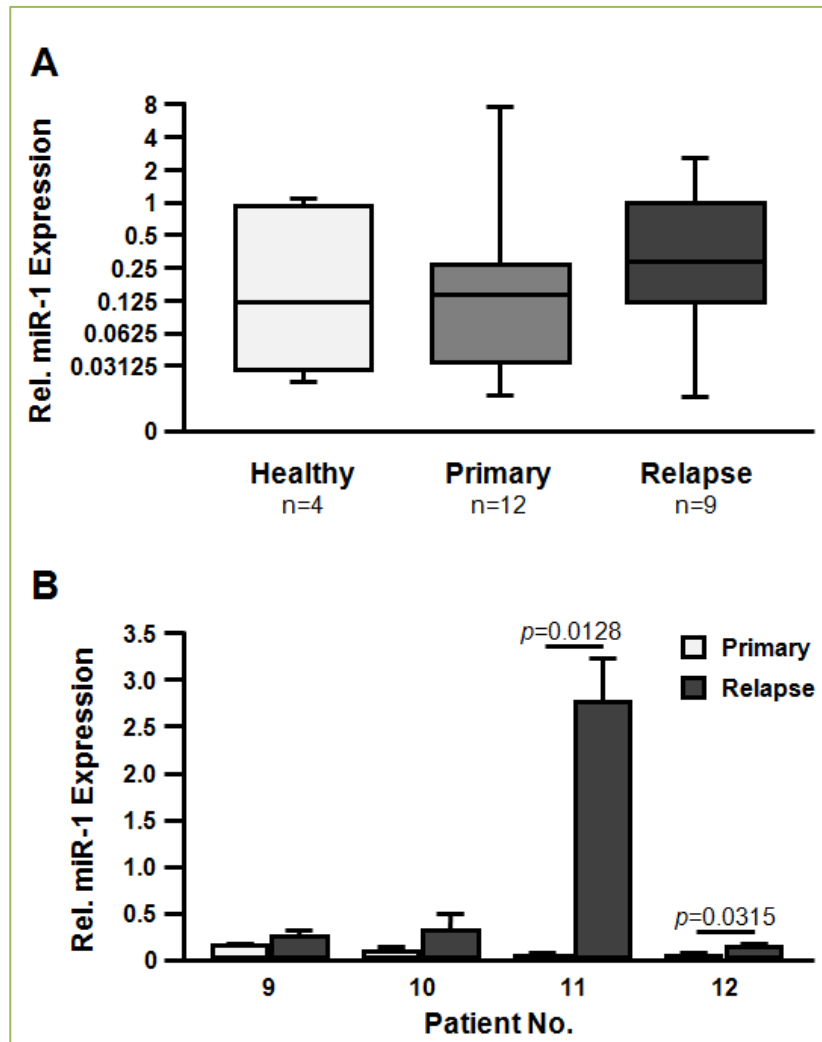 A
Rel. miR-1 Expression
8
4
2
1
0.5
0.25
0.125
0.0625
0.03125
0
Healthy
n=4
Primary
n=12
Relapse
n=9
B
Rel. miR-1 Expression
3.5
3.0
2.5
2.0
1.5
1.0
0.5
0
p=0.0128
p=0.0315
Primary
Relapse
9
10
11
12
Patient No.